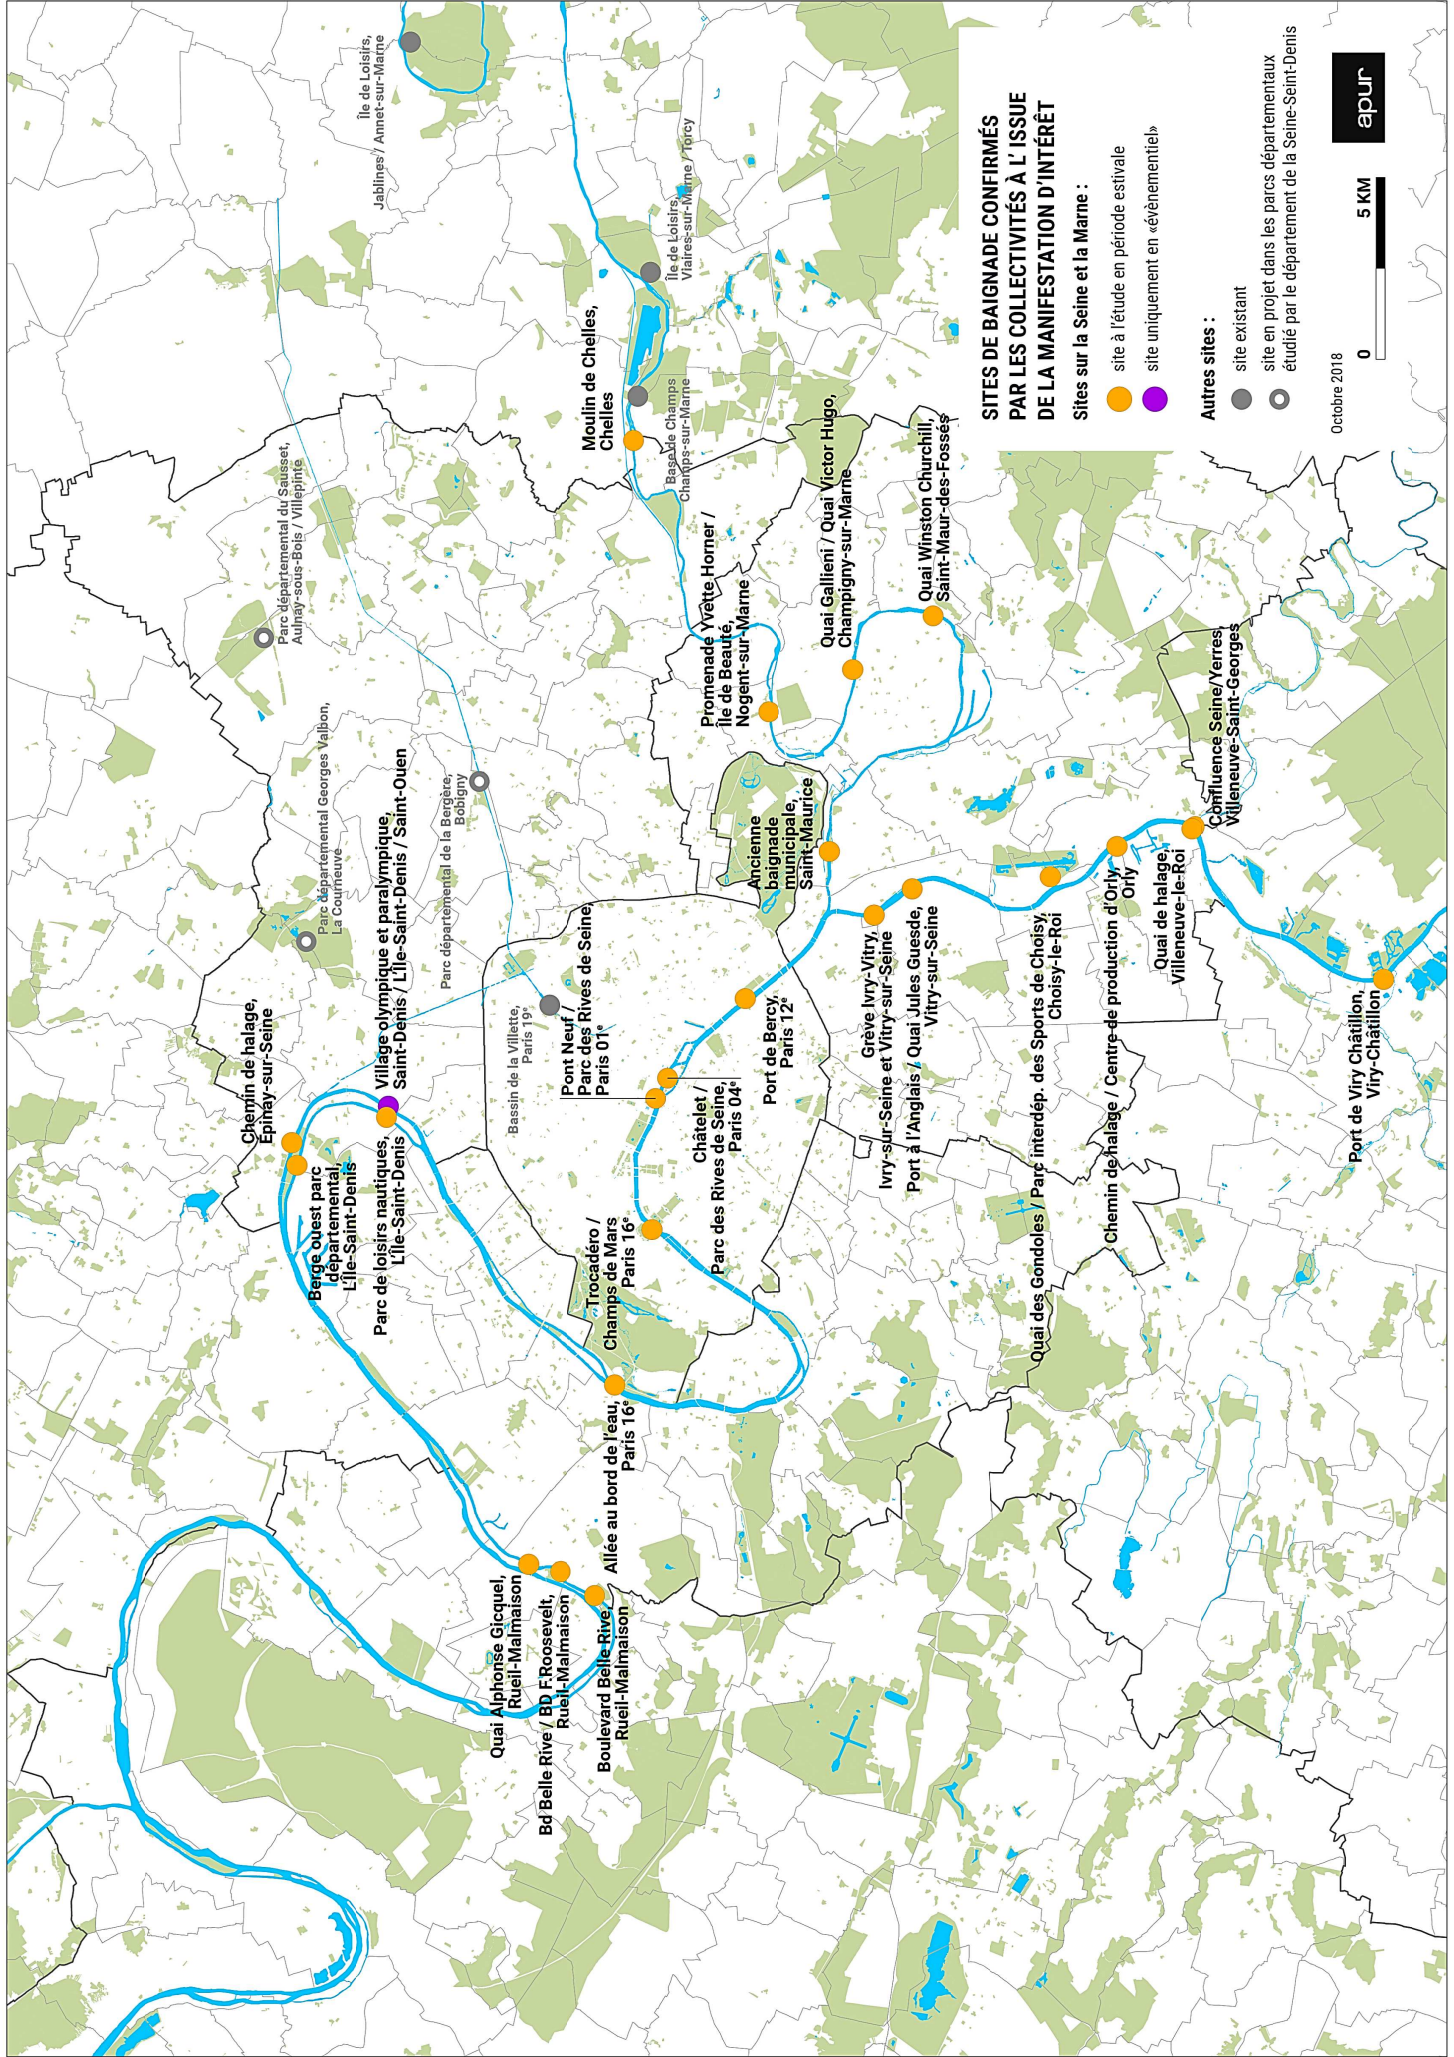 SITES DE BAIGNADE CONFIRMÉS
PAR LES COLLECTIVITÉS À L' ISSUE
DE LA MANIFESTATION D'INTÉRÊT
Sites sur la Seine et la Marne :
site à l'étude en période estivale
site uniquement en «évènementiel»
Autres sites :
site existant
site en projet dans les parcs départementaux
étudié par le département de la Seine-Seint-Denis
Octobre 2018
0
5 KM
apur
Île de Loisirs,
Jablines / Annet-sur-Marne
Parc départemental du Sausset,
Aulnay-sous-Bois / Villepinte
Parc départemental Georges Valbon,
La Courneuve
Parc départemental de la Bergère,
Bobigny
Chemin de halage,
Epinay-sur-Seine
Village olympique et paralympique,
Saint-Denis / L'Île-Saint-Denis / Saint-Ouen
Berge ouest parc
départemental,
L'Île-Saint-Denis
Parc de loisirs nautiques,
L'Île-Saint-Denis
Bassin de la Villette,
Paris 19e
Pont Neuf /
Parc des Rives de Seine,
Paris 01e
Moulin de Chelles,
Chelles
Île de Loisirs,
Vlaires-sur-Marne / Torcy
Base de Champs
Champs-sur-Marne
Quai Alphonse Gicquel,
Rueil-Malmaison
Bd Belle Rive / BD F.Roosevelt,
Rueil-Malmaison
Boulevard Belle-Rive,
Rueil-Malmaison
Allée au bord de l'eau,
Paris 16e
Trocadéro /
Champs de Mars
Paris 16e
Châtelet /
Parc des Rives de Seine,
Paris 04e
Port de Bercy,
Paris 12e
Ancienne
baignade
municipale,
Saint-Maurice
Promenade Yvette Horner /
Île de Beauté,
Nogent-sur-Marne
Quai Gallieni / Quai Victor Hugo,
Champigny-sur-Marne
Quai Winston Churchill,
Saint-Maur-des-Fossés
Grève Ivry-Vitry,
Ivry-sur-Seine et Vitry-sur-Seine
Port à l'Anglais / Quai Jules Guesde,
Vitry-sur-Seine
Quai des Gondoles / Parc interdép. des Sports de Choisy,
Choisy-le-Roi
Chemin de halage / Centre de production d'Orly,
Orly
Quai de halage,
Villeneuve-le-Roi
Confluence Seine/Yerres,
Villeneuve-Saint-Georges
Port de Viry Châtillon,
Viry-Châtillon